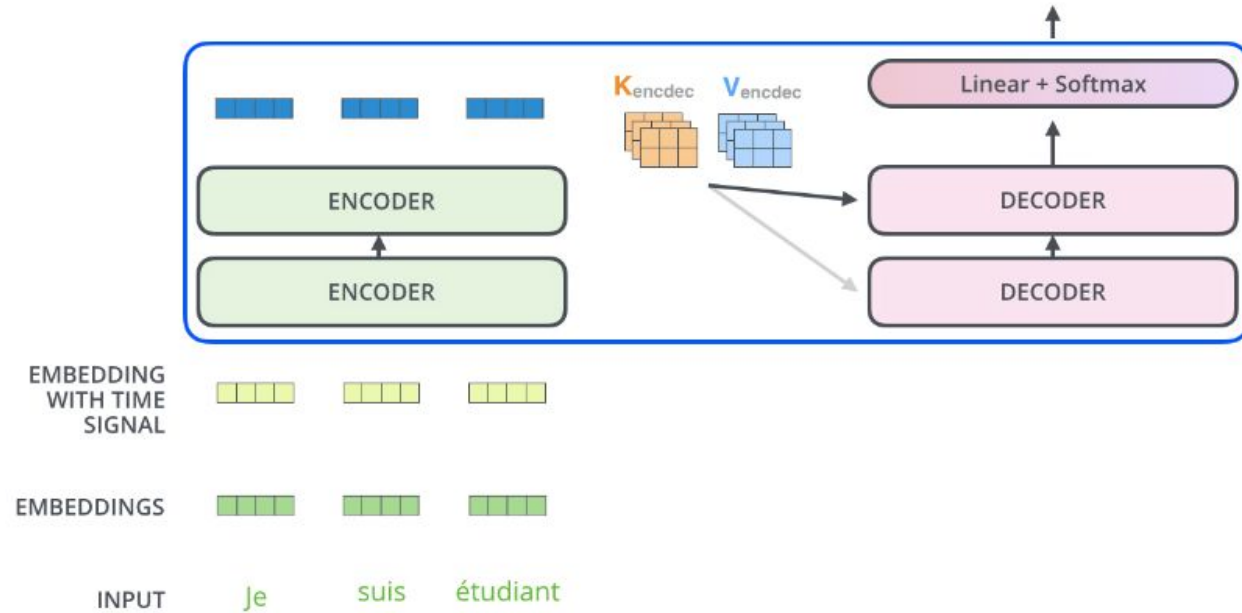 Kencdec Vencdec
Linear + Softmax
ENCODER
DECODER
ENCODER
DECODER
EMBEDDING
WITH TIME
SIGNAL
EMBEDDINGS
INPUT Je suis étudiant